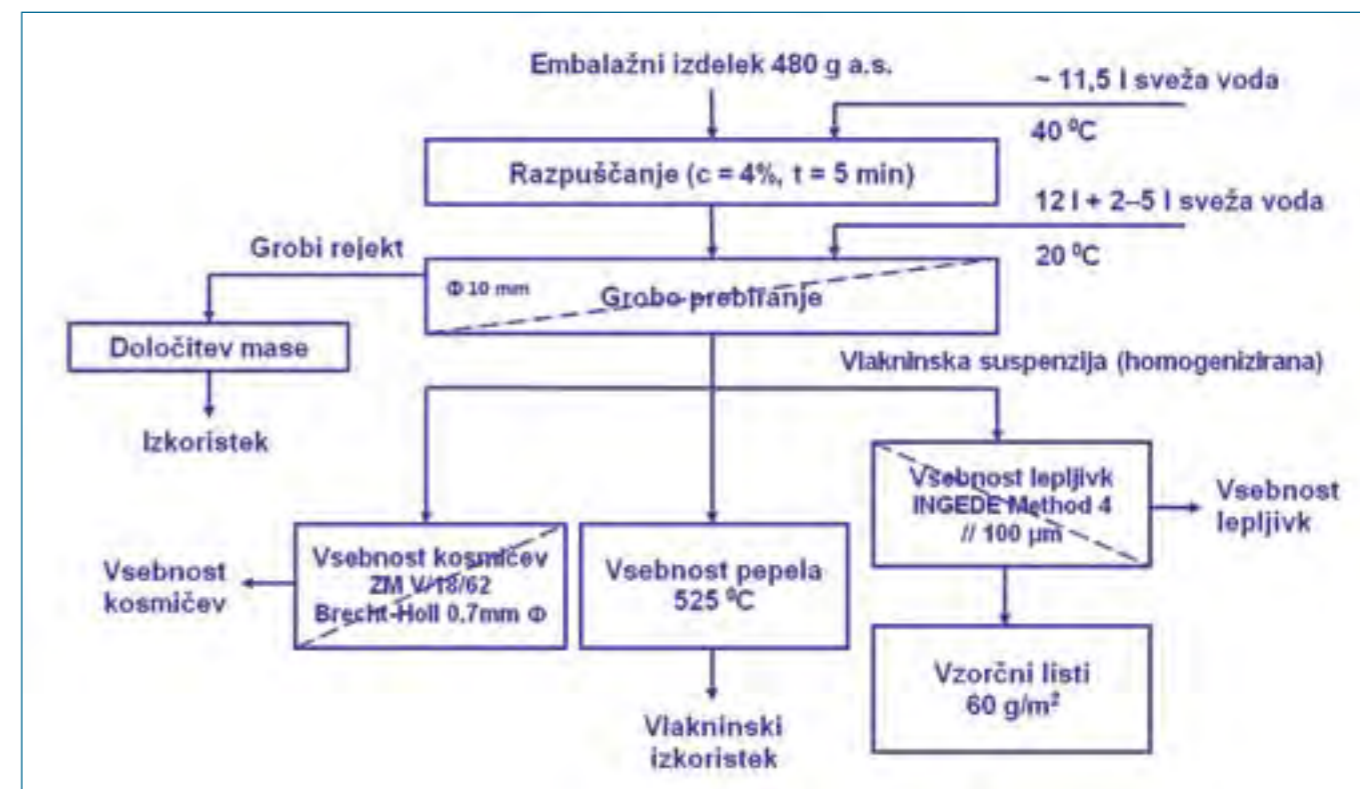 Embalažni izdelek 480 g a.s.
~ 11,5 l sveža voda
40 ⁰C
Razpuščanje (c = 4%, t = 5 min)
12 l + 2–5 l sveža voda
20 ⁰C
Grobi rejekt
Φ 10 mm
Grobo prebiranje
Določitev mase
Izkoristek
Vlakninska suspenzija (homogenizirana)
Vsebnost lepljivk
INGEDE Method 4
// 100 µm
Vsebnost
lepljivk
Vsebnost kosmičev
ZM V/18/62
Brecht-Holl 0,7mm Φ
Vsebnost
kosmičev
Vsebnost pepela
525 ⁰C
Vlakninski
izkoristek
Vzorčni listi
60 g/m²